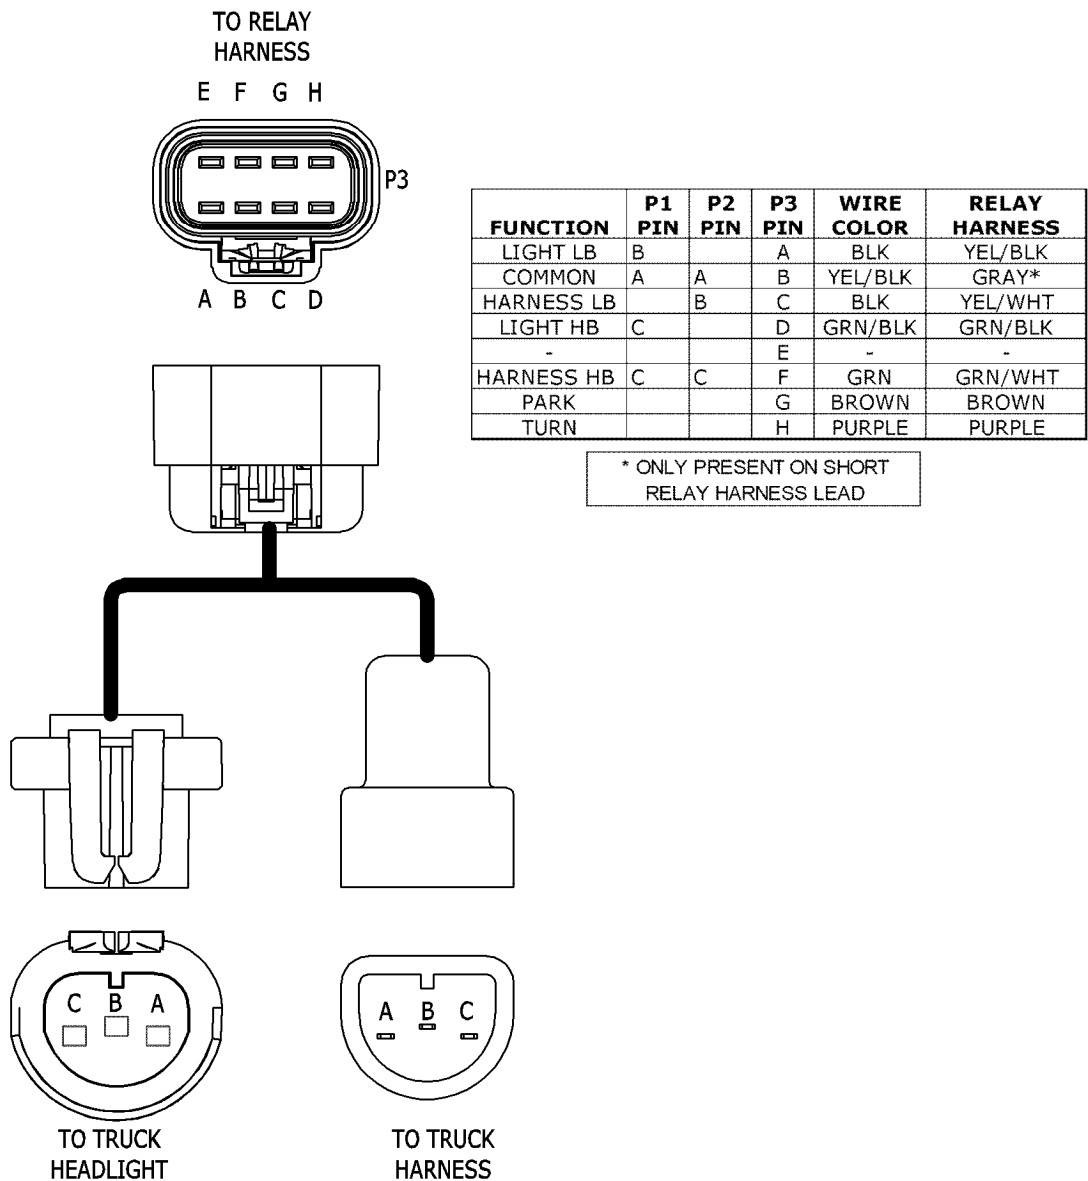 TO RELAY
HARNESS
E F G H
P3
A B C D
FUNCTION P1 PIN P2 PIN P3 PIN WIRE COLOR RELAY HARNESS
LIGHT LB B A BLK YEL/BLK
COMMON A A B YEL/BLK GRAY*
HARNESS LB B C BLK YEL/WHT
LIGHT HB C D GRN/BLK GRN/BLK
- E - -
HARNESS HB C C F GRN GRN/WHT
PARK G BROWN BROWN
TURN H PURPLE PURPLE
* ONLY PRESENT ON SHORT
RELAY HARNESS LEAD
C B A
A B C
TO TRUCK
HEADLIGHT
TO TRUCK
HARNESS